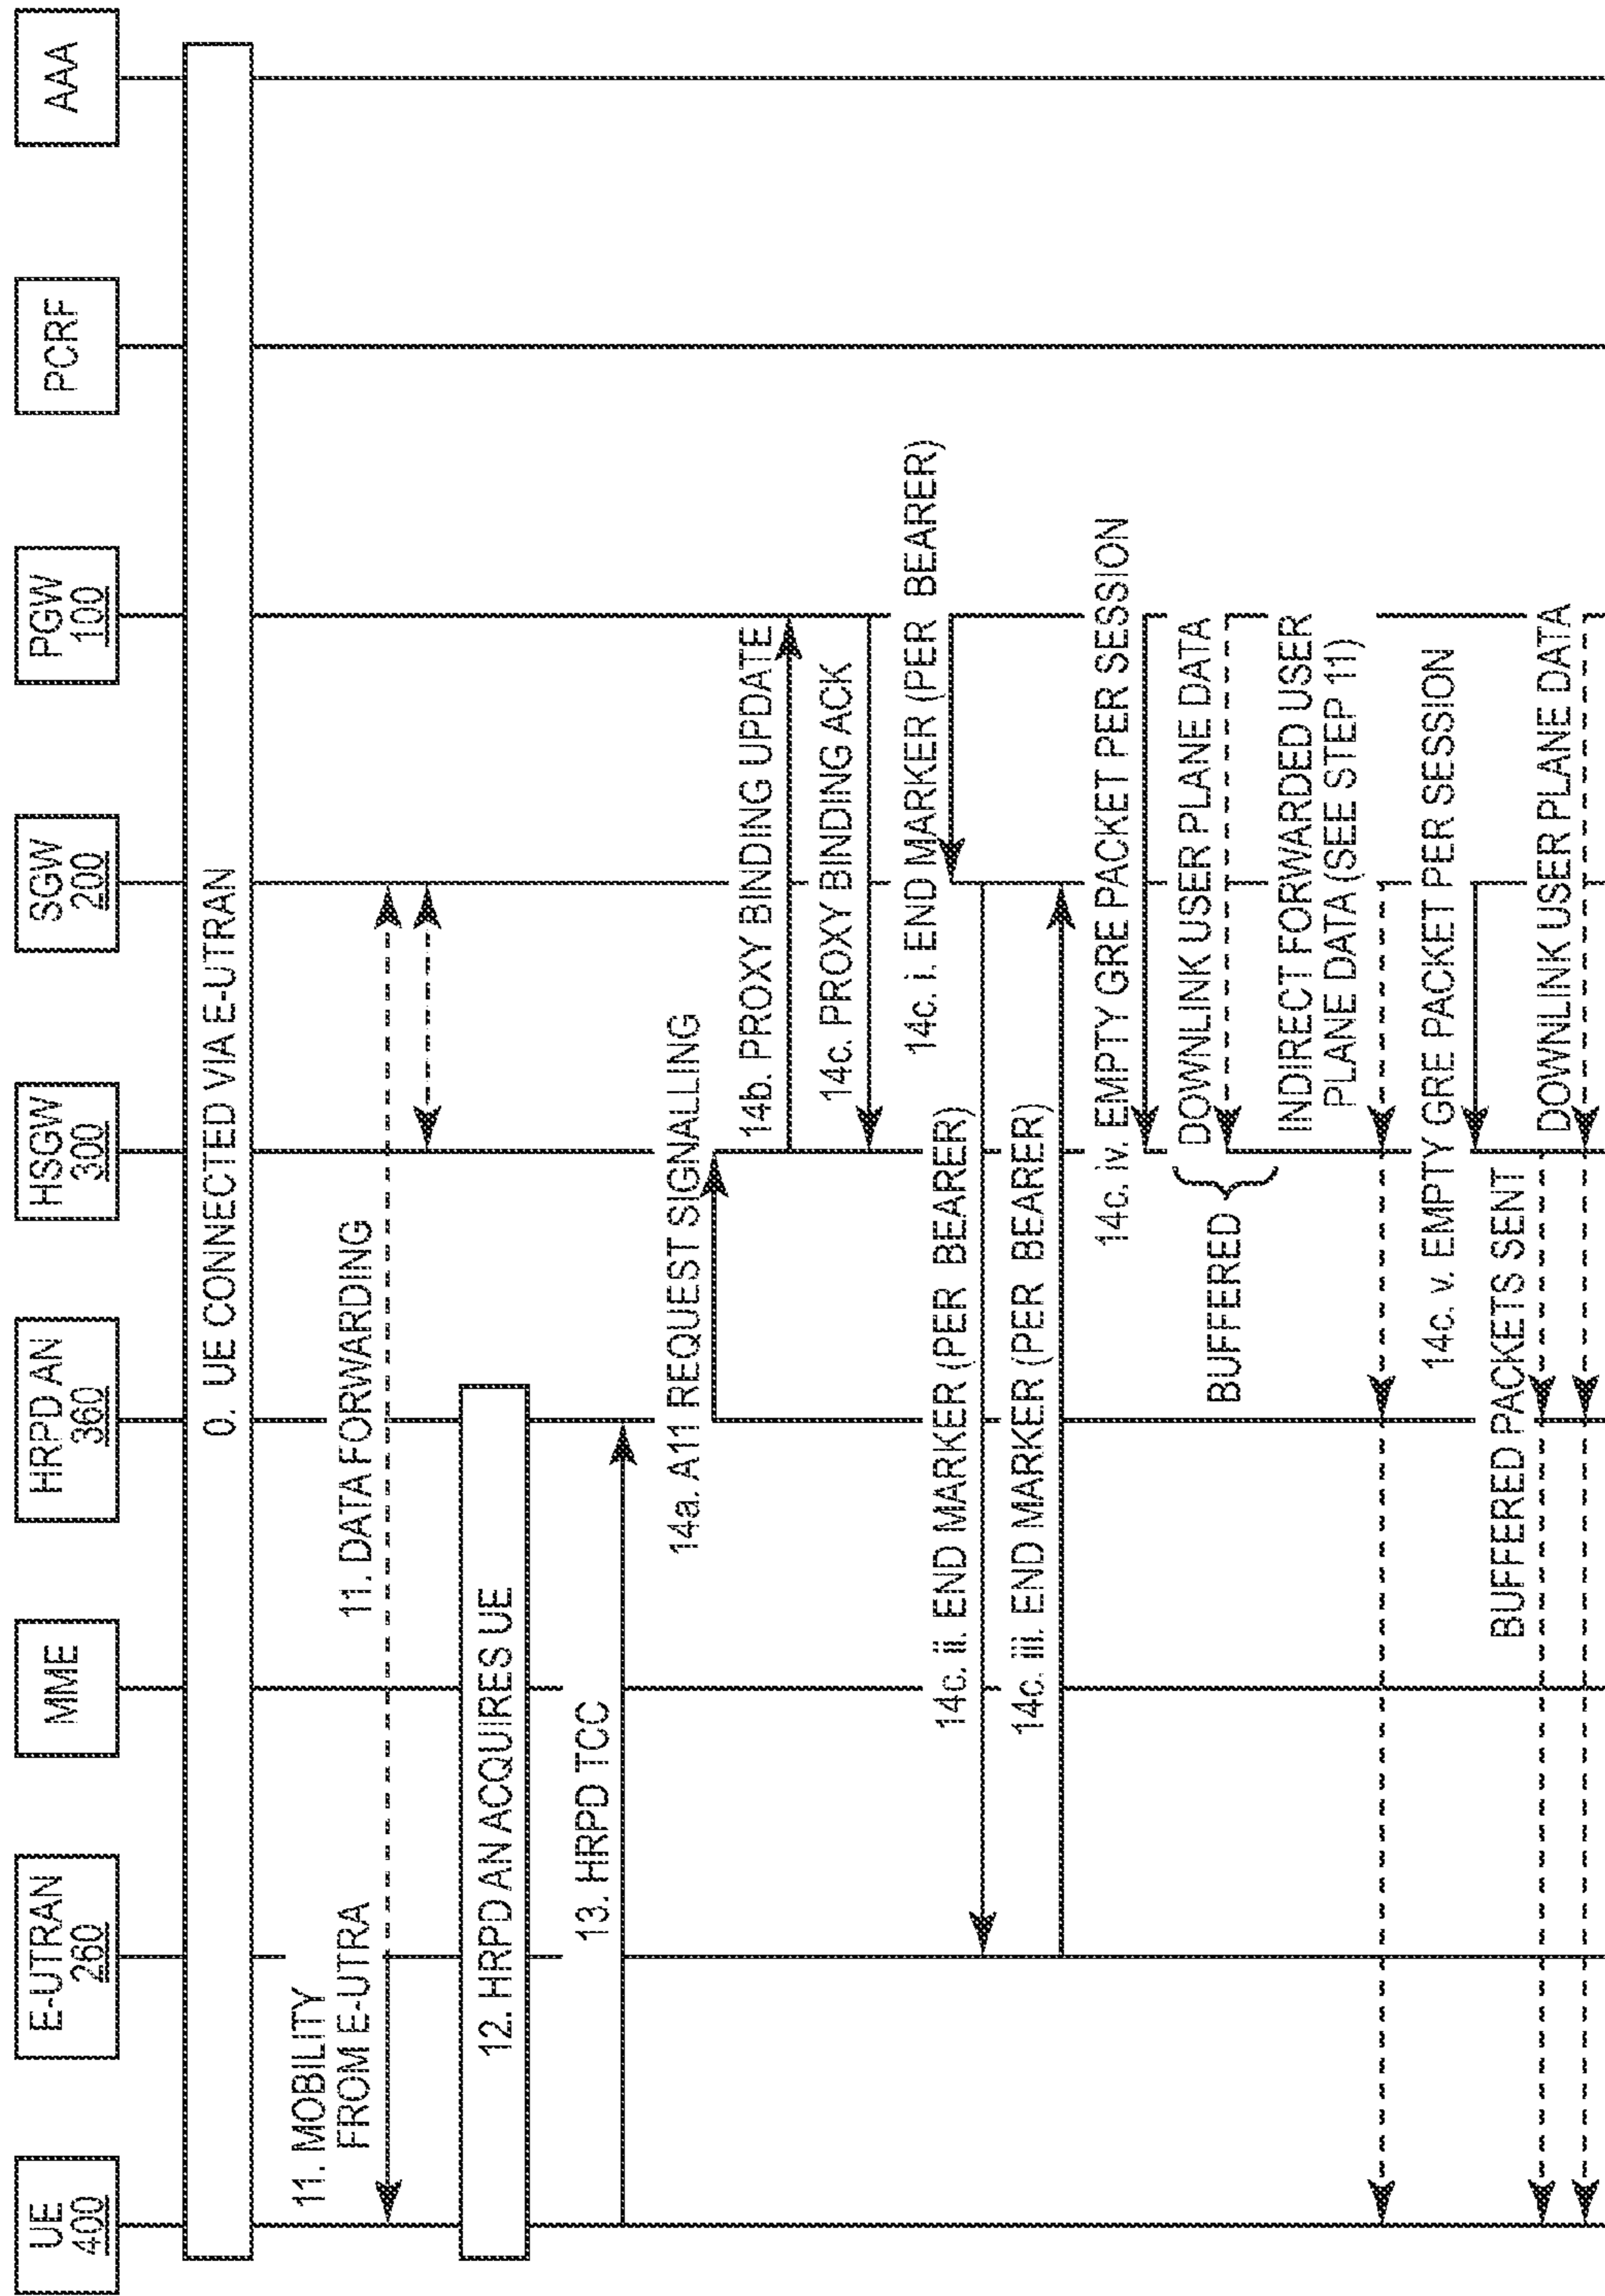 UE
400
E-UTRAN
260
MME
HRPD AN
360
HSGW
300
SGW
200
PGW
100
PCRF
AAA
0. UE CONNECTED VIA E-UTRAN
11. MOBILITY
FROM E-UTRA
11. DATA FORWARDING
12. HRPD AN ACQUIRES UE
13. HRPD TCC
14a. A11 REQUEST SIGNALLING
14b. PROXY BINDING UPDATE
14c. PROXY BINDING ACK
14c. i. END MARKER (PER BEARER)
14c. ii. END MARKER (PER BEARER)
14c. iii. END MARKER (PER BEARER)
14c. iv. EMPTY GRE PACKET PER SESSION
DOWNLINK USER PLANE DATA
BUFFERED
INDIRECT FORWARDED USER
PLANE DATA (SEE STEP 11)
14c. v. EMPTY GRE PACKET PER SESSION
BUFFERED PACKETS SENT
DOWNLINK USER PLANE DATA